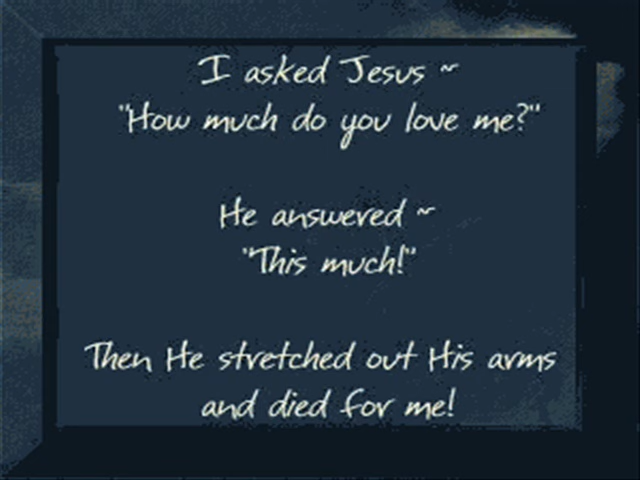 I asked Jesus ~
"How much do you love me?"
He answered ~
"This much!"
Then He stretched out His arms
and died for me!